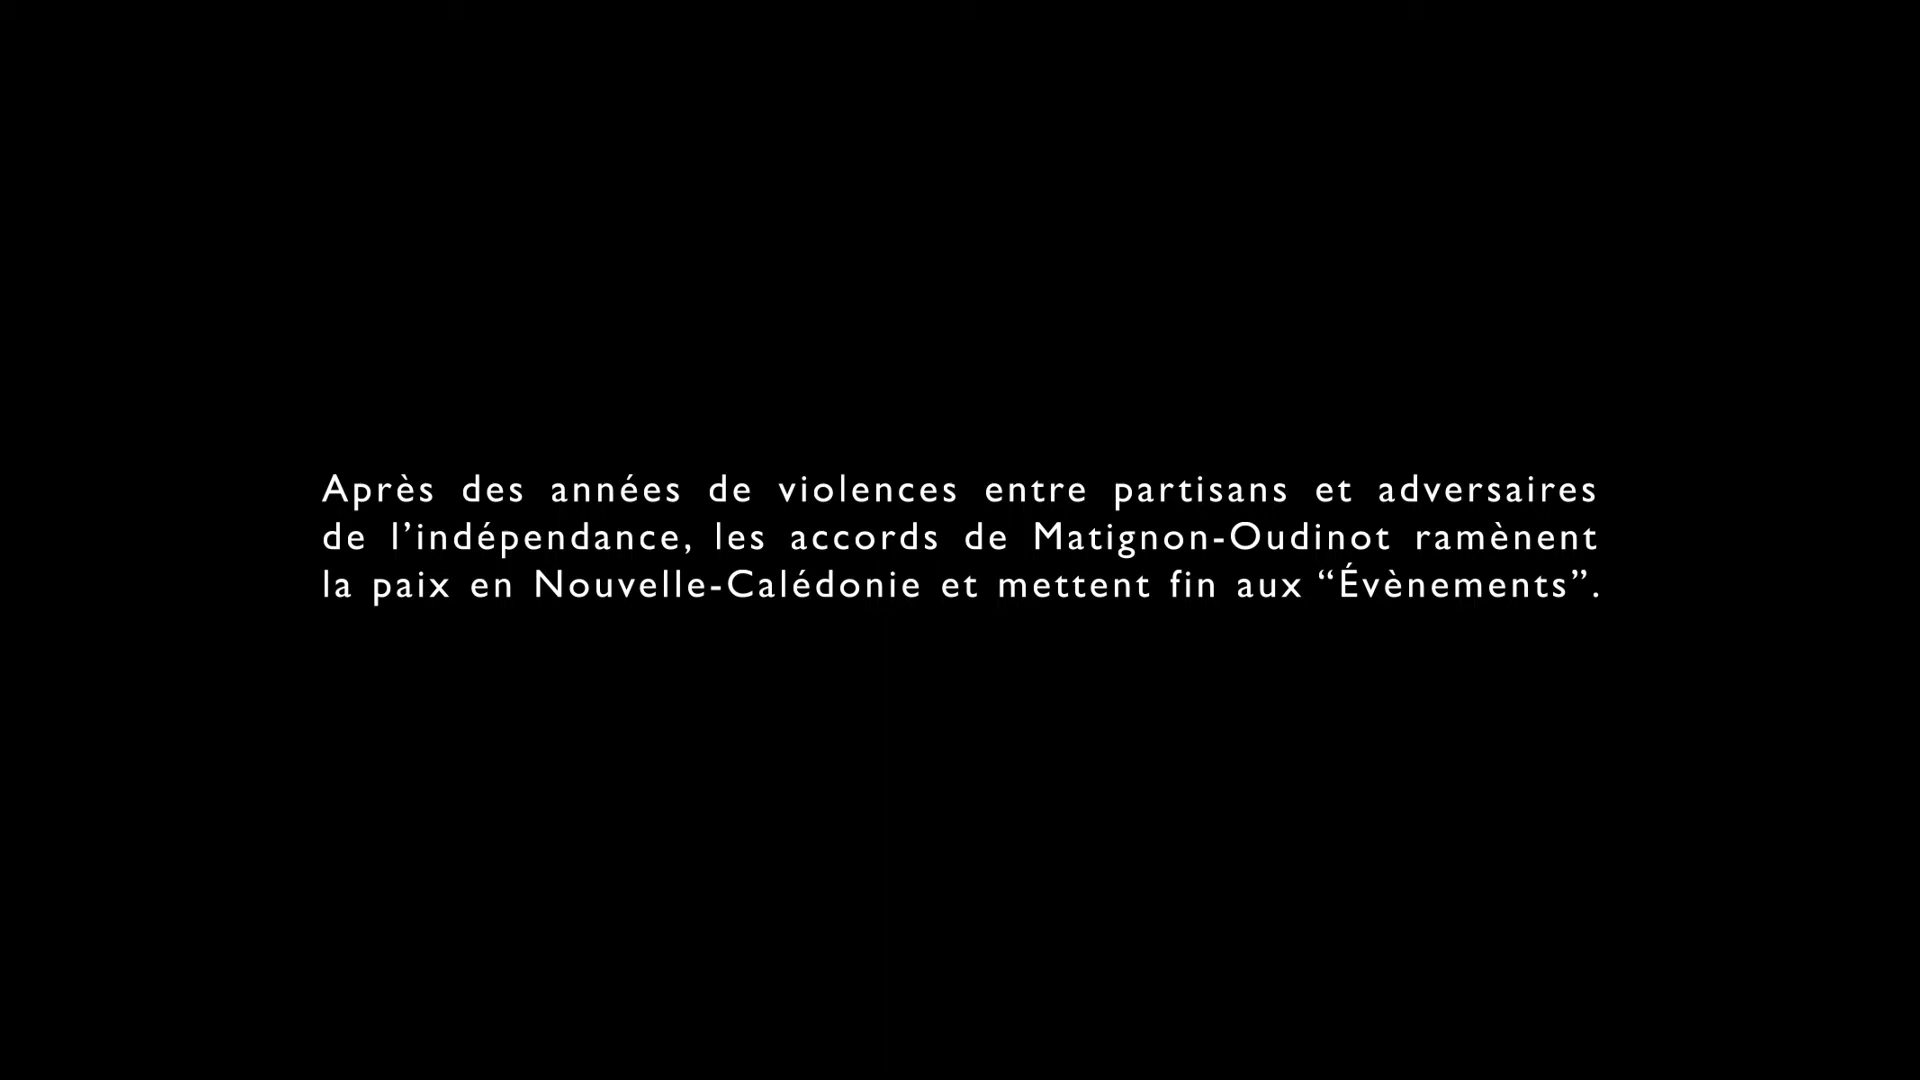 Après des années de violences entre partisans et adversaires
de l’indépendance, les accords de Matignon-Oudinot ramènent
la paix en Nouvelle-Calédonie et mettent fin aux “Évènements”.